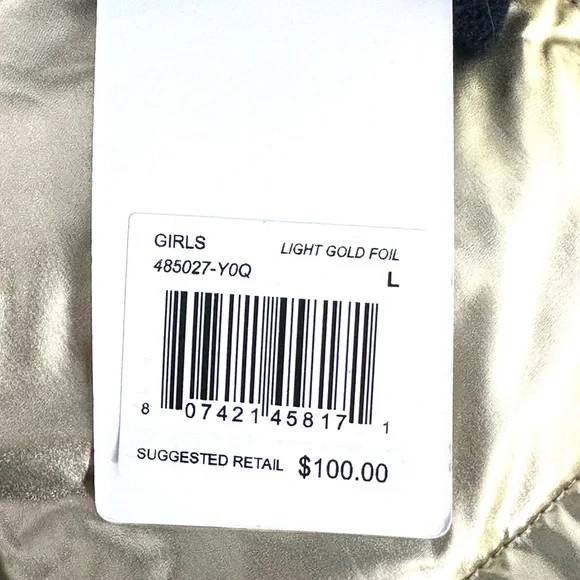 GIRLS LIGHT GOLD FOIL
485027-Y0Q L
8 07421 45817 1
SUGGESTED RETAIL $100.00